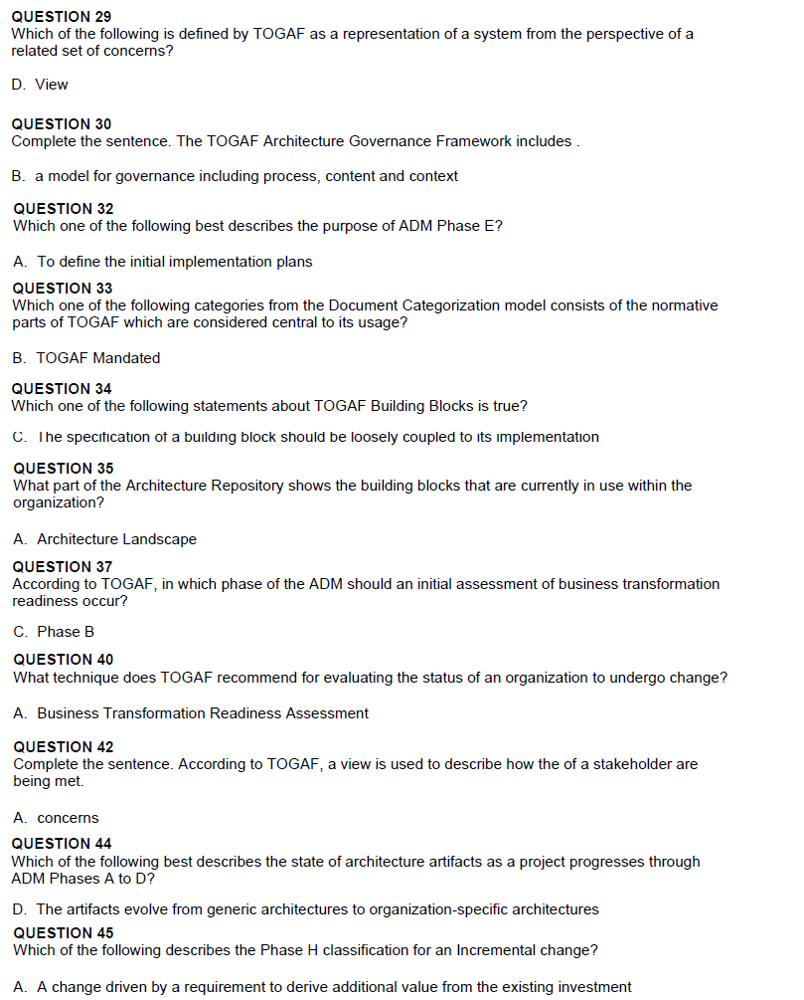 QUESTION 29
Which of the following is defined by TOGAF as a representation of a system from the perspective of a
related set of concerns?
D. View
QUESTION 30
Complete the sentence. The TOGAF Architecture Governance Framework includes .
B. a model for governance including process, content and context
QUESTION 32
Which one of the following best describes the purpose of ADM Phase E?
A. To define the initial implementation plans
QUESTION 33
Which one of the following categories from the Document Categorization model consists of the normative
parts of TOGAF which are considered central to its usage?
B. TOGAF Mandated
QUESTION 34
Which one of the following statements about TOGAF Building Blocks is true?
C. The specification of a building block should be loosely coupled to its implementation
QUESTION 35
What part of the Architecture Repository shows the building blocks that are currently in use within the
organization?
A. Architecture Landscape
QUESTION 37
According to TOGAF, in which phase of the ADM should an initial assessment of business transformation
readiness occur?
C. Phase B
QUESTION 40
What technique does TOGAF recommend for evaluating the status of an organization to undergo change?
A. Business Transformation Readiness Assessment
QUESTION 42
Complete the sentence. According to TOGAF, a view is used to describe how the of a stakeholder are
being met.
A. concerns
QUESTION 44
Which of the following best describes the state of architecture artifacts as a project progresses through
ADM Phases A to D?
D. The artifacts evolve from generic architectures to organization-specific architectures
QUESTION 45
Which of the following describes the Phase H classification for an Incremental change?
A. A change driven by a requirement to derive additional value from the existing investment